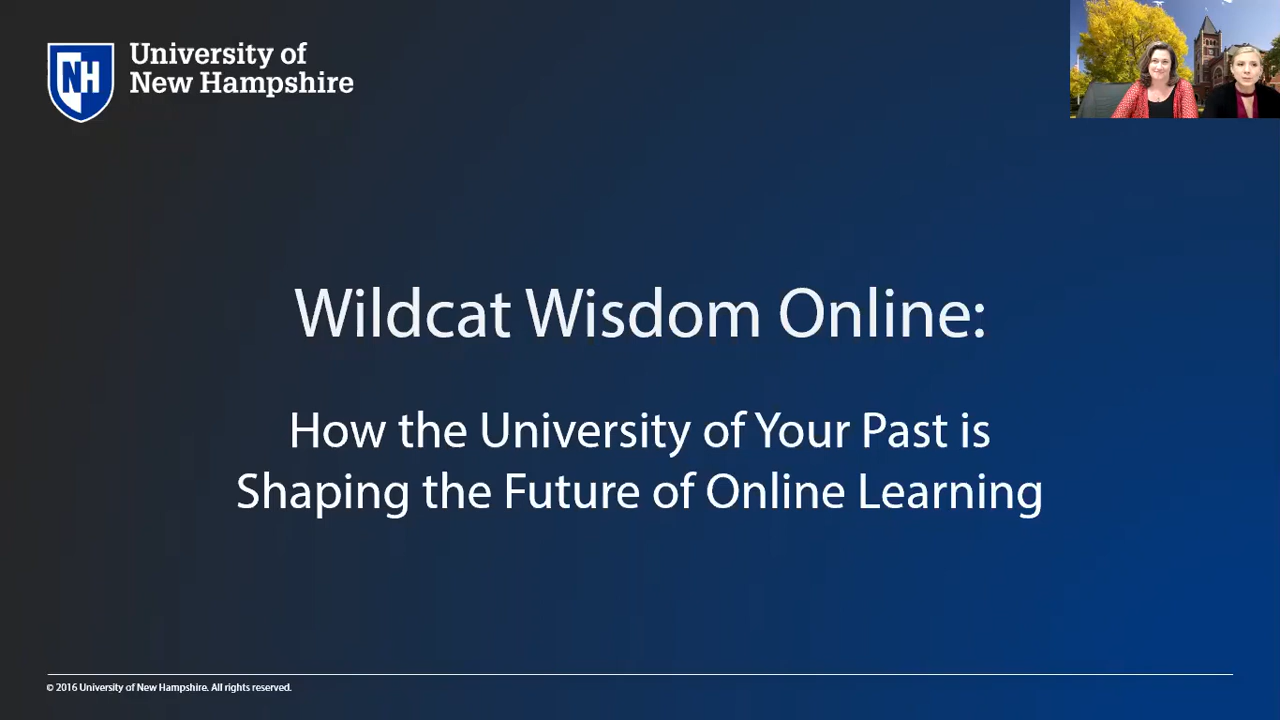 NH
University of
New Hampshire
Wildcat Wisdom Online:
How the University of Your Past is
Shaping the Future of Online Learning
© 2016 University of New Hampshire. All rights reserved.